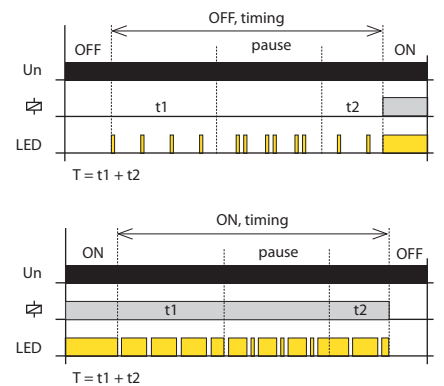 OFF, timing
OFF pause ON
Un
t1 t2
LED
T = t1 + t2
ON, timing
ON pause OFF
Un
t1 t2
LED
T = t1 + t2